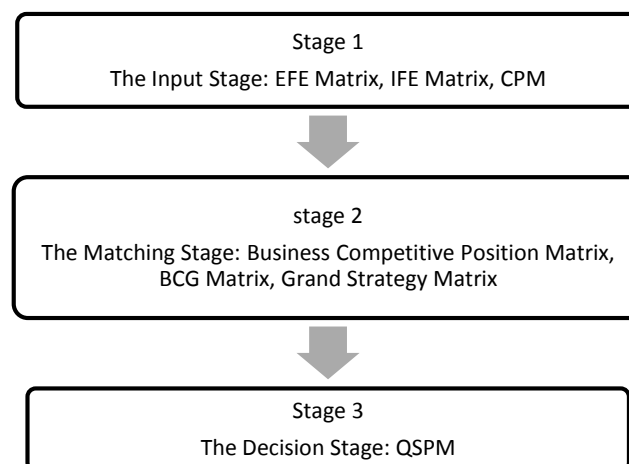 Stage 1
The Input Stage: EFE Matrix, IFE Matrix, CPM
stage 2
The Matching Stage: Business Competitive Position Matrix,
BCG Matrix, Grand Strategy Matrix
Stage 3
The Decision Stage: QSPM